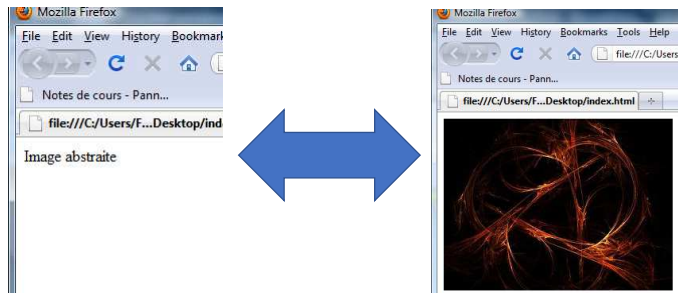 Mozilla Firefox
File Edit View History Bookmark
Notes de cours - Pann...
file:///C:/Users/F...Desktop/ind
Image abstraite
Mozilla Firefox
File Edit View History Bookmarks Tools Help
file:///C:/Users
Notes de cours - Pann...
file:///C:/Users/F...Desktop/index.html